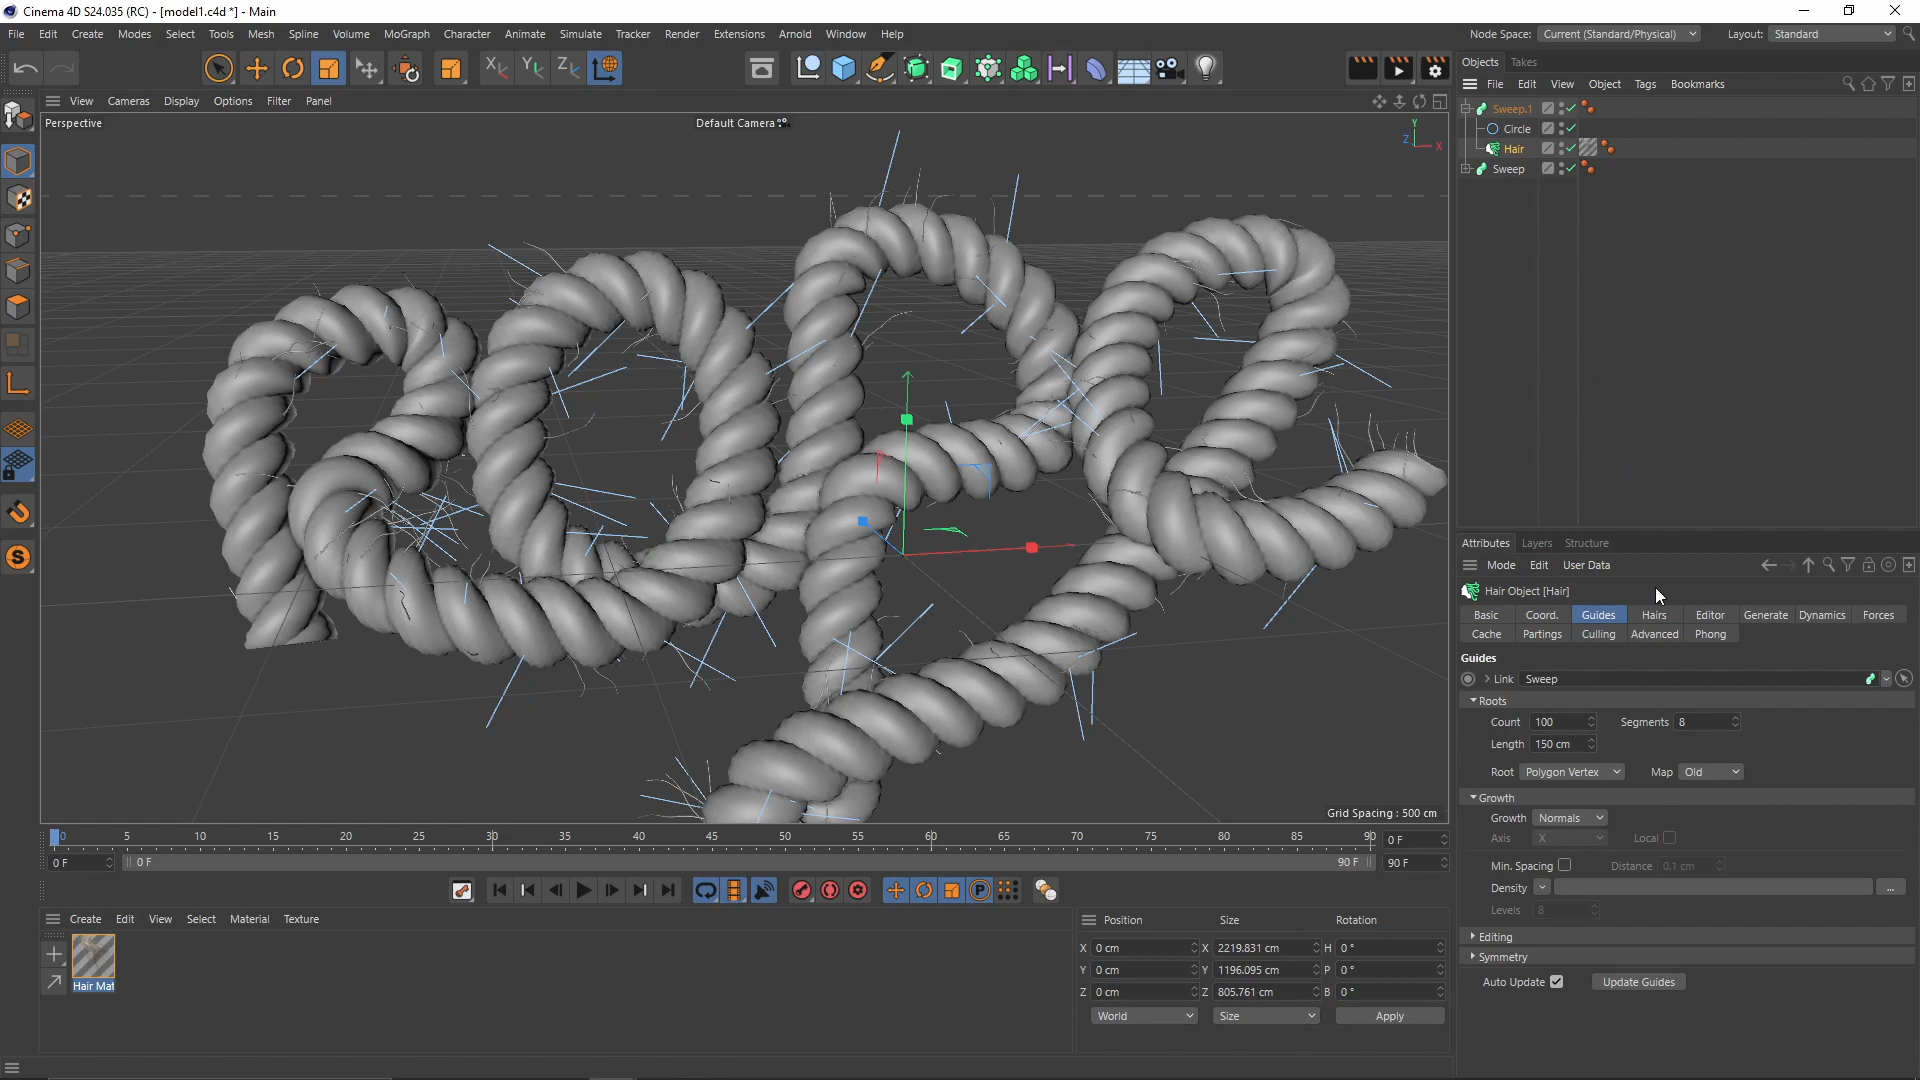 Cinema 4D S24.035 (RC) - [model1.c4d *] - Main
File Edit Create Modes Select Tools Mesh Spline Volume MoGraph Character Animate Simulate Tracker Render Extensions Arnold Window Help
Node Space: Current (Standard/Physical) Layout: Standard
X Y Z
Objects Takes
File Edit View Object Tags Bookmarks
View Cameras Display Options Filter Panel
Perspective
Default Camera
Y
Z X
Sweep.1
Circle
Hair
Sweep
Attributes Layers Structure
Mode Edit User Data
Hair Object [Hair]
Basic Coord. Guides Hairs Editor Generate Dynamics Forces
Cache Partings Culling Advanced Phong
Guides
Link Sweep
Roots
Count 100 Segments 8
Length 150 cm
Root Polygon Vertex Map Old
Growth
Growth Normals
Axis X Local
Min. Spacing Distance 0.1 cm
Density ...
Levels 8
Editing
Symmetry
Auto Update Update Guides
Grid Spacing : 500 cm
0 5 10 15 20 25 30 35 40 45 50 55 60 65 70 75 80 85 90 0 F
0 F 0 F 90 F 90 F
Create Edit View Select Material Texture
Hair Mat
Position Size Rotation
X 0 cm X 2219.831 cm H 0 °
Y 0 cm Y 1196.095 cm P 0 °
Z 0 cm Z 805.761 cm B 0 °
World Size Apply